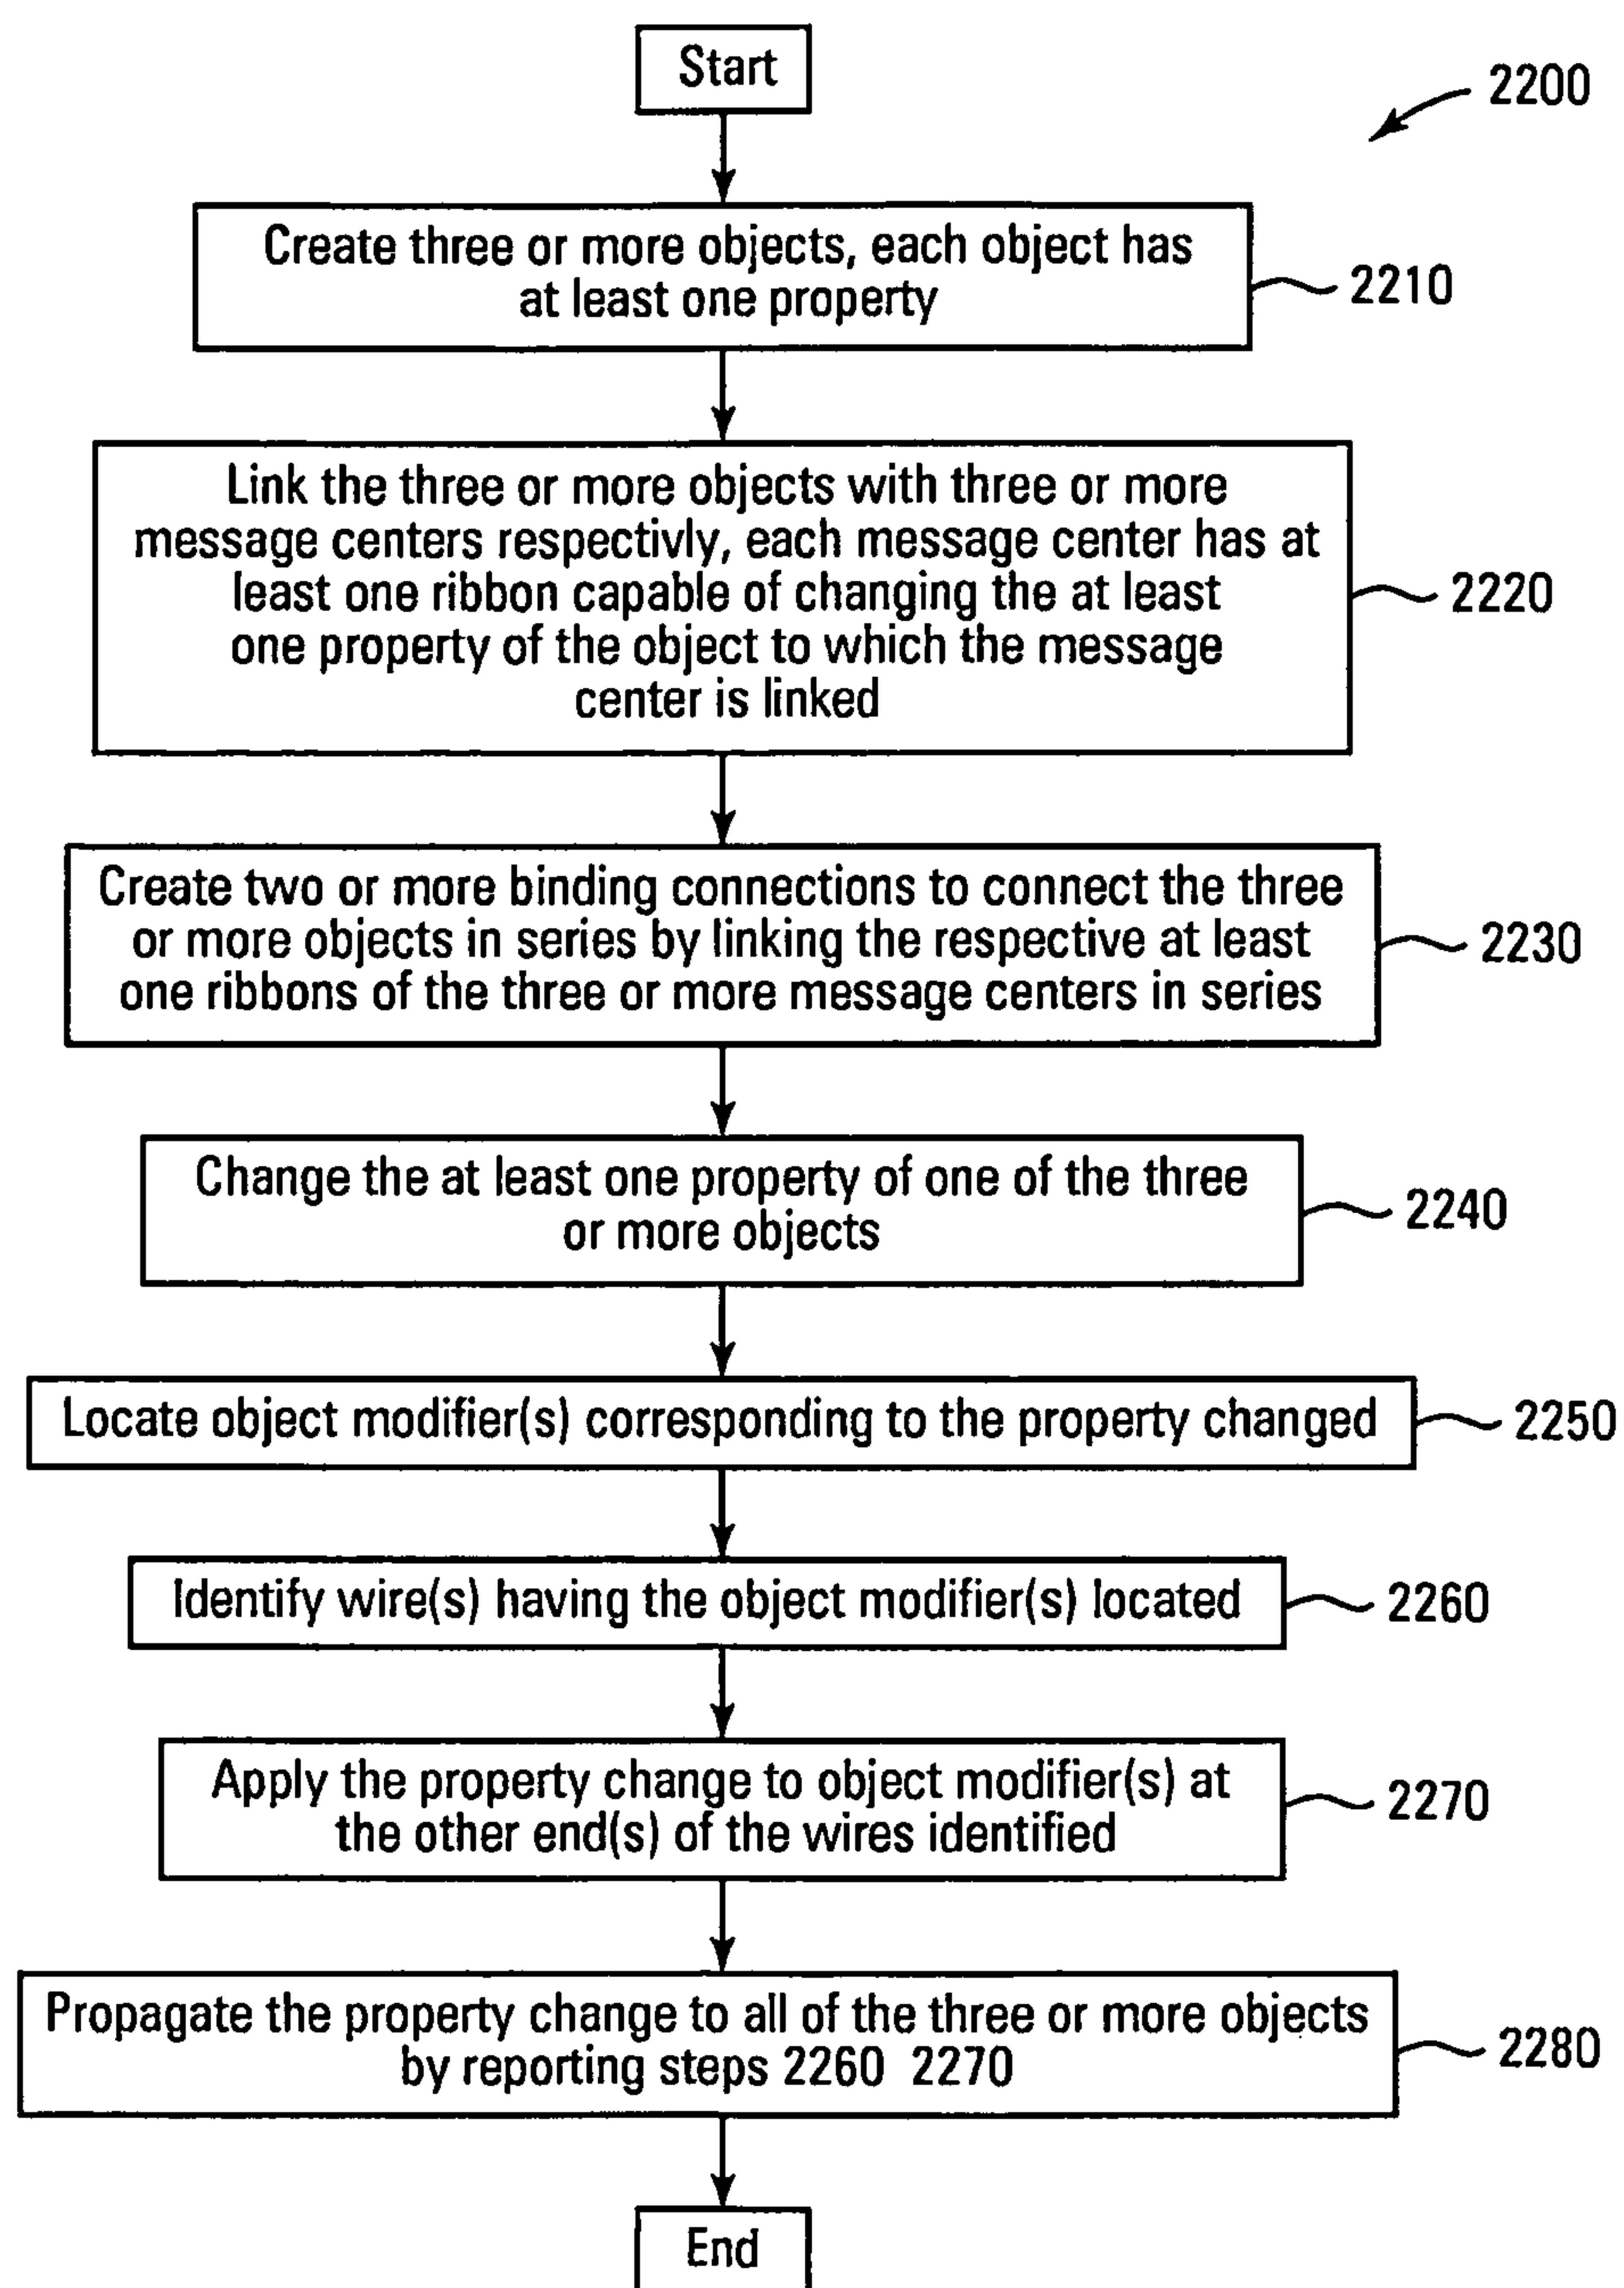 Start
2200
Create three or more objects, each object has
at least one property
2210
Link the three or more objects with three or more
message centers respectivly, each message center has at
least one ribbon capable of changing the at least
one property of the object to which the message
center is linked
2220
Create two or more binding connections to connect the three
or more objects in series by linking the respective at least
one ribbons of the three or more message centers in series
2230
Change the at least one property of one of the three
or more objects
2240
Locate object modifier(s) corresponding to the property changed
2250
Identify wire(s) having the object modifier(s) located
2260
Apply the property change to object modifier(s) at
the other end(s) of the wires identified
2270
Propagate the property change to all of the three or more objects
by reporting steps 2260 2270
2280
End